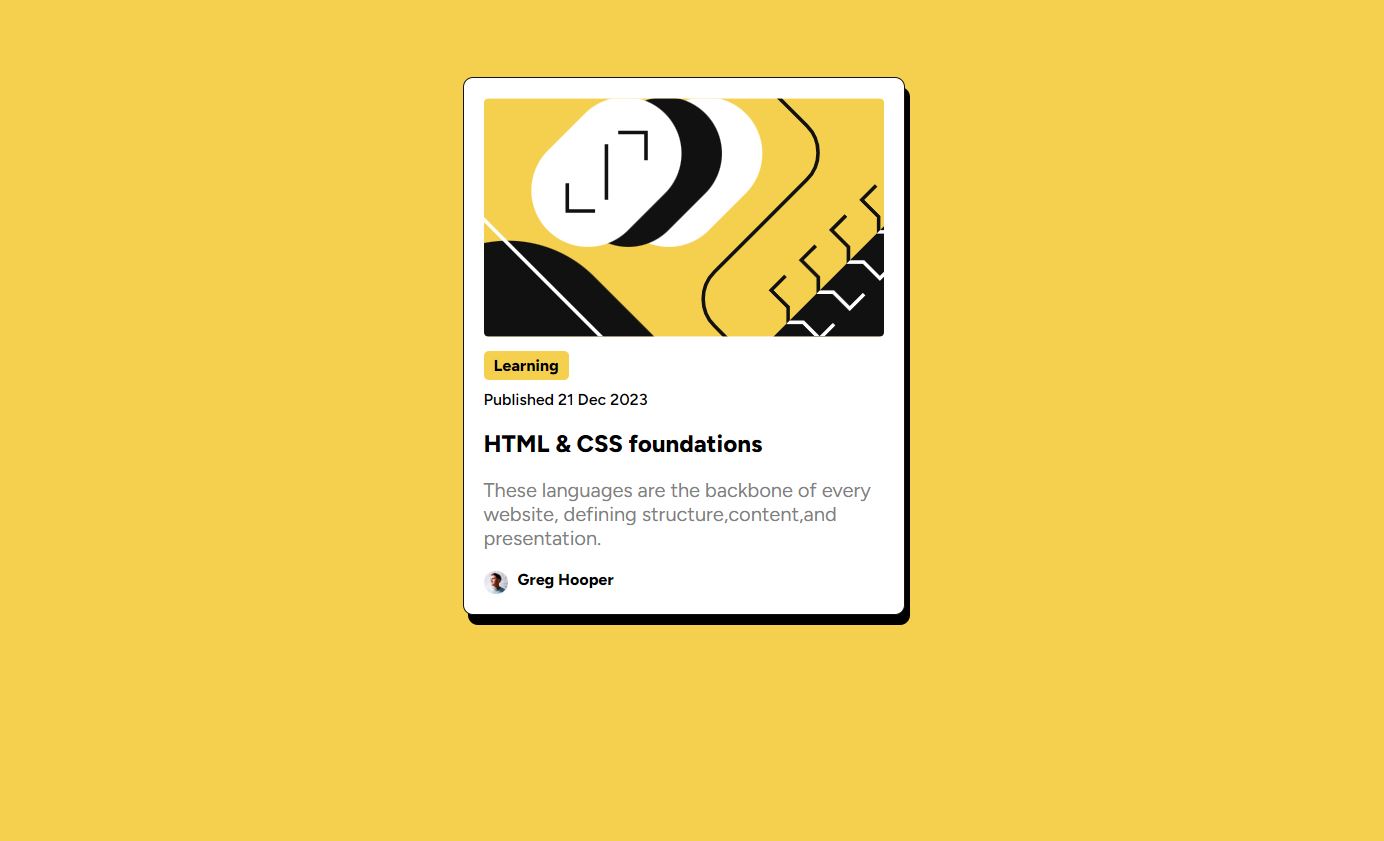 Learning
Published 21 Dec 2023
HTML & CSS foundations
These languages are the backbone of every
website, defining structure,content,and
presentation.
Greg Hooper